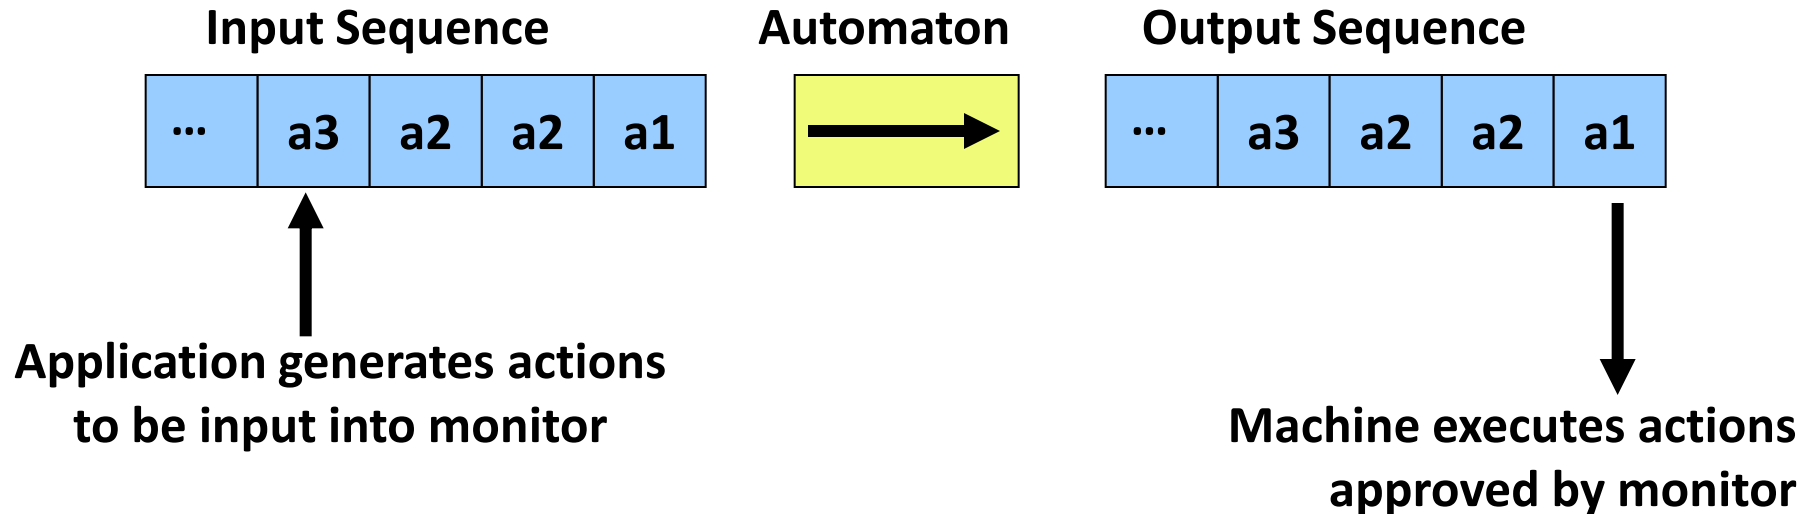 Input Sequence Automaton Output Sequence
... a3 a2 a2 a1 ... a3 a2 a2 a1
Application generates actions
to be input into monitor
Machine executes actions
approved by monitor